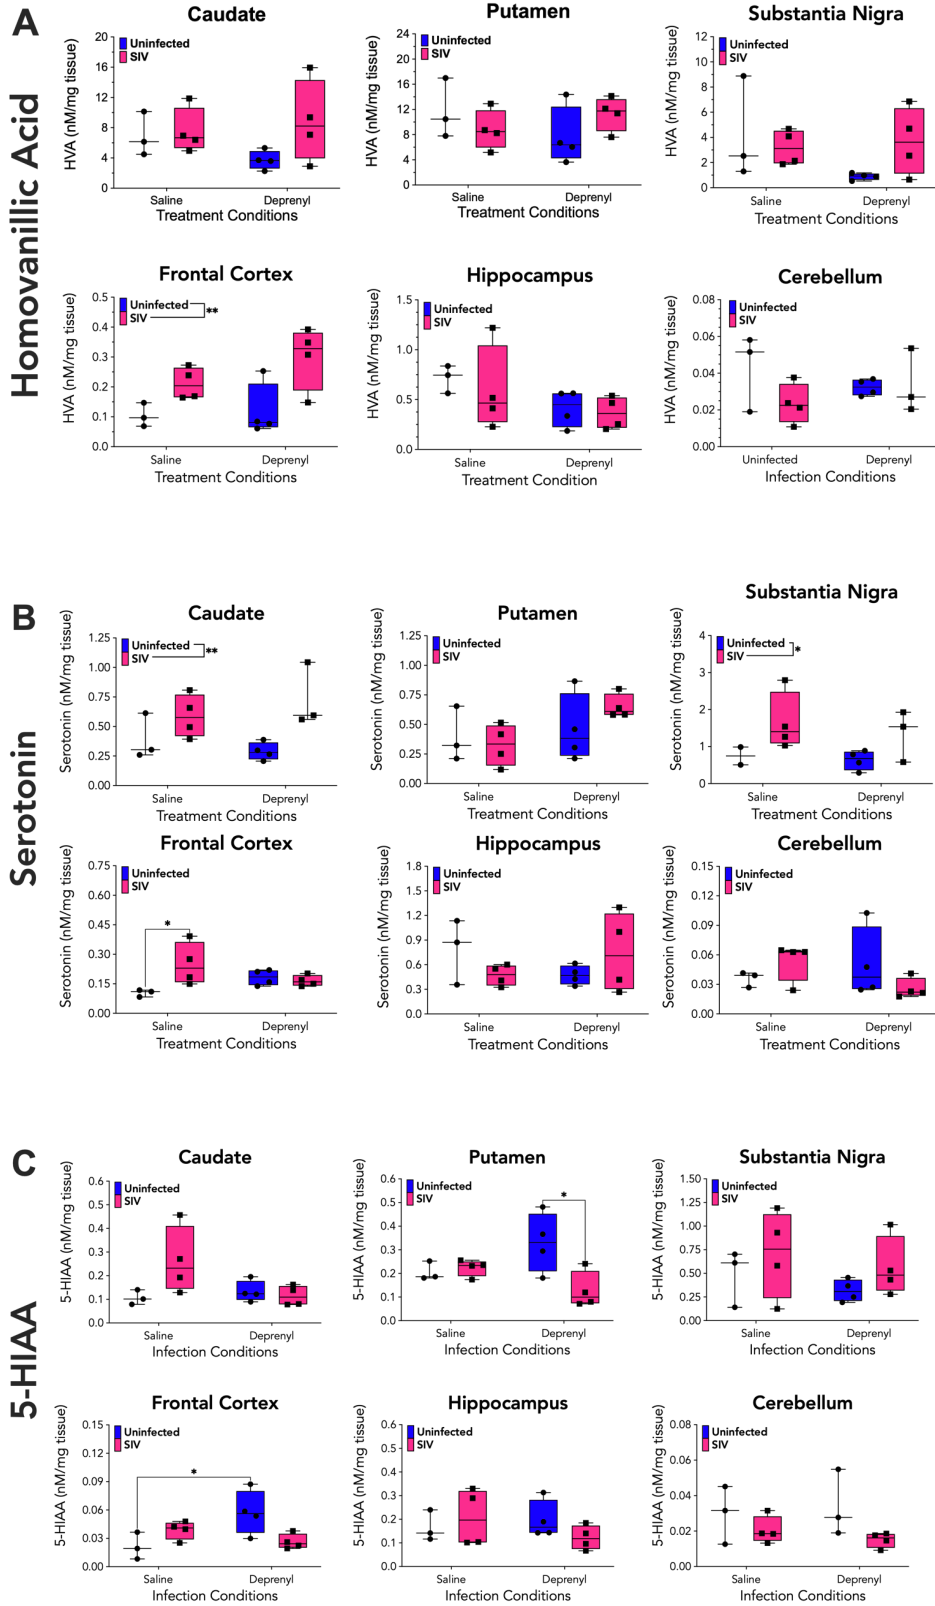 A
Homovanillic Acid
Caudate
HVA (nM/mg tissue)
20
16
12
8
4
0
Uninfected
SIV
Saline
Deprenyl
Treatment Conditions
Putamen
HVA (nM/mg tissue)
24
20
16
12
8
4
0
Uninfected
SIV
Saline
Deprenyl
Treatment Conditions
Substantia Nigra
HVA (nM/mg tissue)
12
10
8
6
4
2
0
Uninfected
SIV
Saline
Deprenyl
Treatment Conditions
Frontal Cortex
HVA (nM/mg tissue)
0.5
0.4
0.3
0.2
0.1
0.0
Uninfected
SIV
**
Saline
Deprenyl
Treatment Conditions
Hippocampus
HVA (nM/mg tissue)
1.5
1.0
0.5
0.0
Uninfected
SIV
Saline
Deprenyl
Treatment Condition
Cerebellum
HVA (nM/mg tissue)
0.08
0.06
0.04
0.02
0.00
Uninfected
SIV
Uninfected
Deprenyl
Infection Conditions
B
Serotonin
Caudate
Serotonin (nM/mg tissue)
1.25
1.00
0.75
0.50
0.25
0.00
Uninfected
SIV
**
Saline
Deprenyl
Treatment Conditions
Putamen
Serotonin (nM/mg tissue)
1.25
1.00
0.75
0.50
0.25
0.00
Uninfected
SIV
Saline
Deprenyl
Treatment Conditions
Substantia Nigra
Serotonin (nM/mg tissue)
4
3
2
1
0
Uninfected
SIV
*
Saline
Deprenyl
Treatment Conditions
Frontal Cortex
Serotonin (nM/mg tissue)
0.75
0.60
0.45
0.30
0.15
0.00
Uninfected
SIV
*
Saline
Deprenyl
Treatment Conditions
Hippocampus
Serotonin (nM/mg tissue)
1.8
1.5
1.2
0.9
0.6
0.3
0.0
Uninfected
SIV
Saline
Deprenyl
Treatment Conditions
Cerebellum
Serotonin (nM/mg tissue)
0.15
0.12
0.09
0.06
0.03
0.00
Uninfected
SIV
Saline
Deprenyl
Treatment Conditions
C
5-HIAA
Caudate
5-HIAA (nM/mg tissue)
0.6
0.5
0.4
0.3
0.2
0.1
0.0
Uninfected
SIV
Saline
Deprenyl
Infection Conditions
Putamen
5-HIAA (nM/mg tissue)
0.6
0.5
0.4
0.3
0.2
0.1
0.0
Uninfected
SIV
*
Saline
Deprenyl
Infection Conditions
Substantia Nigra
5-HIAA (nM/mg tissue)
1.50
1.25
1.00
0.75
0.50
0.25
0.00
Uninfected
SIV
Saline
Deprenyl
Infection Conditions
Frontal Cortex
5-HIAA (nM/mg tissue)
0.15
0.12
0.09
0.06
0.03
0.00
Uninfected
SIV
*
Saline
Deprenyl
Infection Conditions
Hippocampus
5-HIAA (nM/mg tissue)
0.6
0.5
0.4
0.3
0.2
0.1
0.0
Uninfected
SIV
Saline
Deprenyl
Infection Conditions
Cerebellum
5-HIAA (nM/mg tissue)
0.08
0.06
0.04
0.02
0.00
Uninfected
SIV
Saline
Deprenyl
Infection Conditions